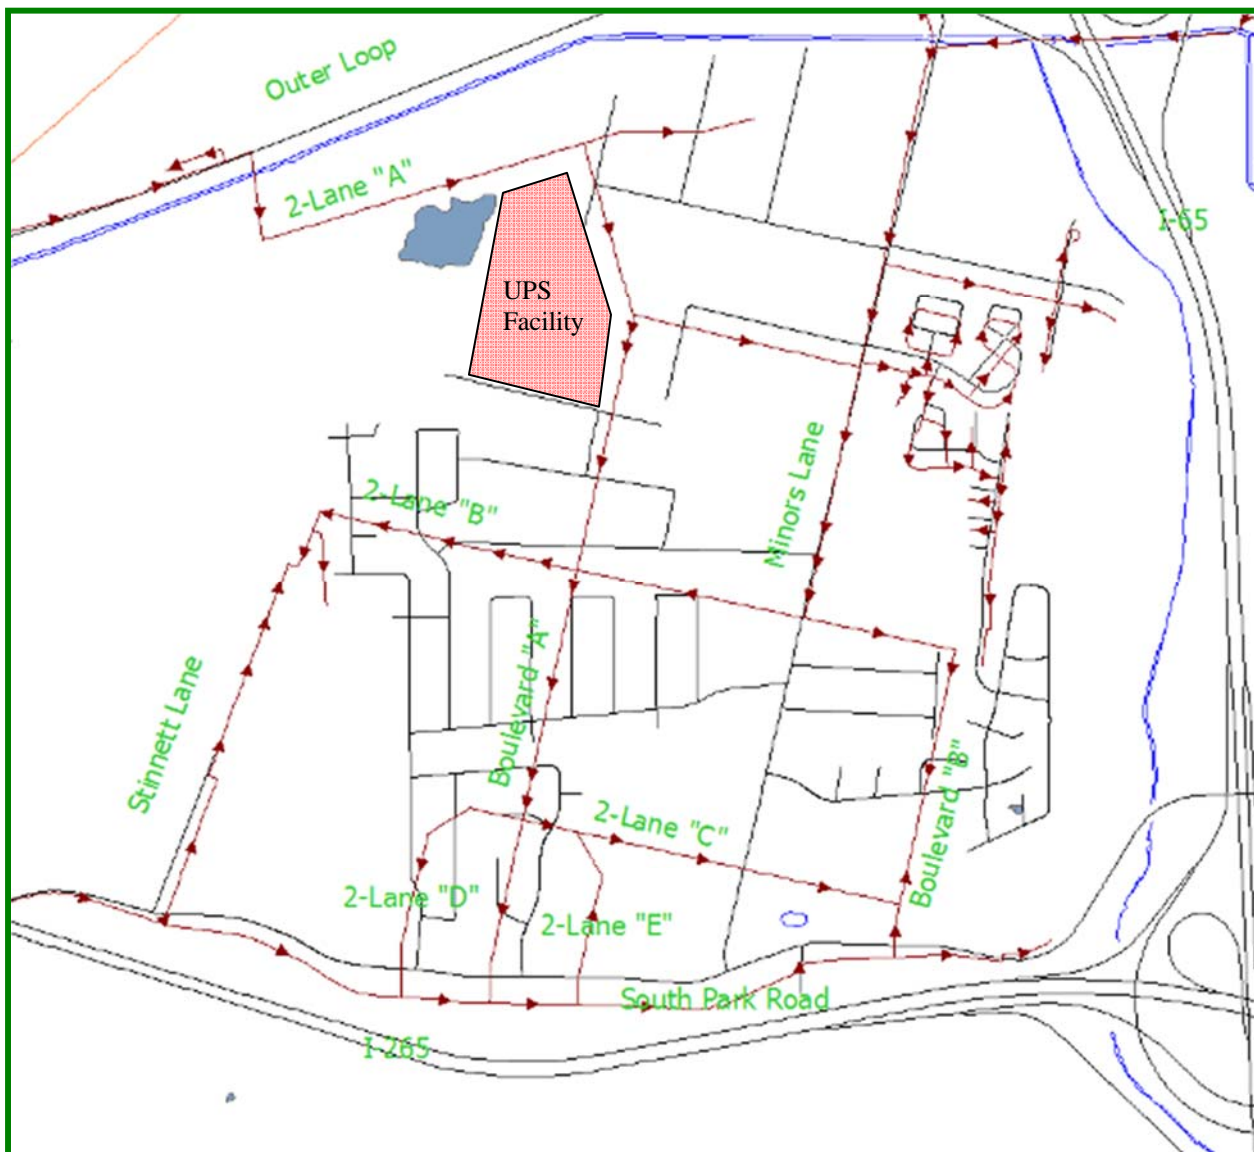 Outer Loop
2-Lane "A"
I-65
UPS
Facility
Minors Lane
2-Lane "B"
Boulevard "A"
Stinnett Lane
Boulevard "B"
2-Lane "C"
2-Lane "D"
2-Lane "E"
South Park Road
I-265